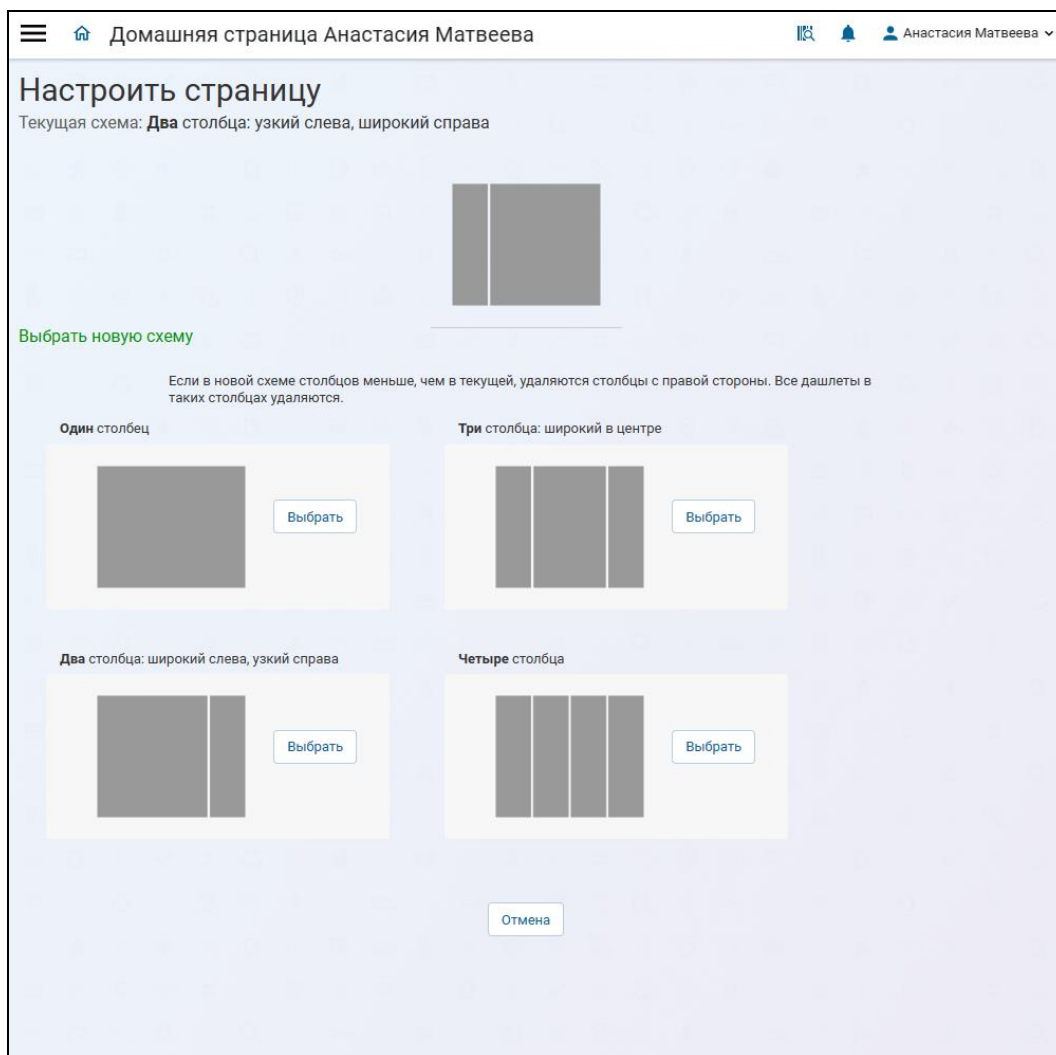 Домашняя страница Анастасия Матвеева
Анастасия Матвеева
Настроить страницу
Текущая схема: Два столбца: узкий слева, широкий справа
Выбрать новую схему
Если в новой схеме столбцов меньше, чем в текущей, удаляются столбцы с правой стороны. Все дашлеты в
таких столбцах удаляются.
Один столбец
Три столбца: широкий в центре
Выбрать
Выбрать
Два столбца: широкий слева, узкий справа
Четыре столбца
Выбрать
Выбрать
Отмена